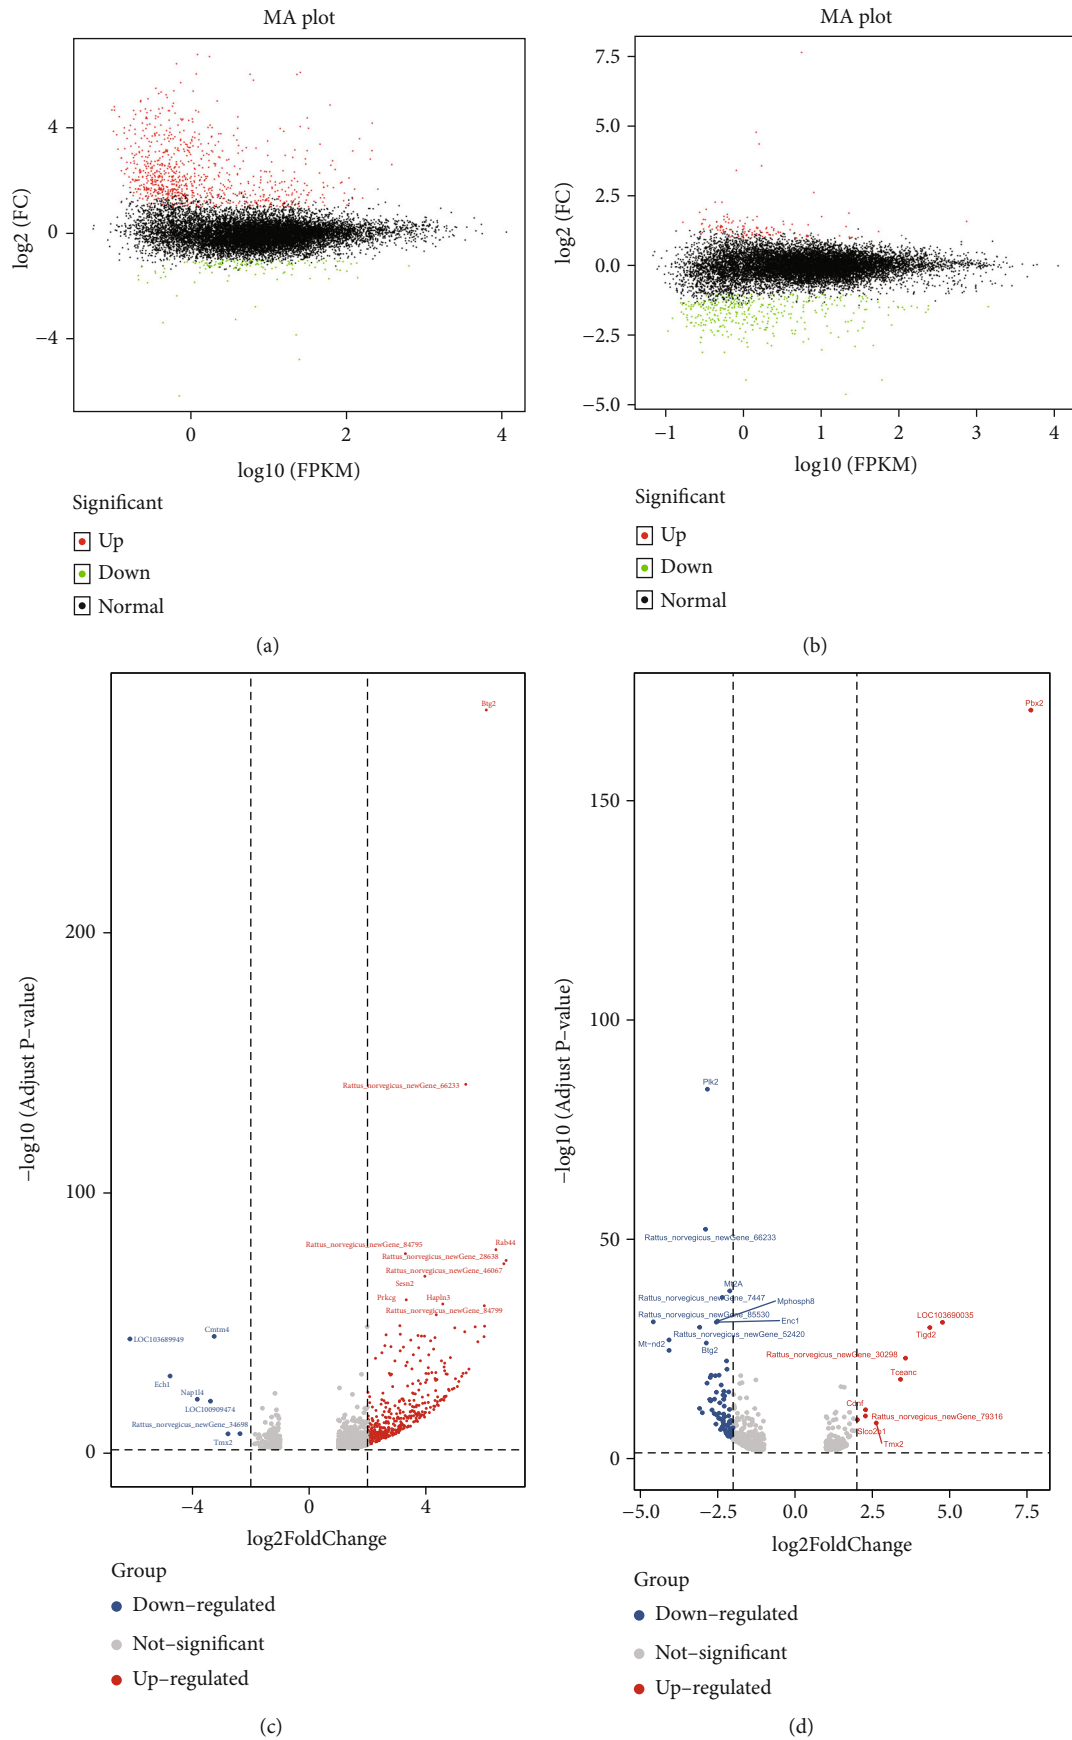 MA plot
4
0
−4
log2 (FC)
0
2
4
log10 (FPKM)
Significant
Up
Down
Normal
(a)
MA plot
7.5
5.0
2.5
0.0
−2.5
−5.0
log2 (FC)
−1
0
1
2
3
4
log10 (FPKM)
Significant
Up
Down
Normal
(b)
Btg2
200
Rattus_norvegicus_newGene_66233
100
Rattus_norvegicus_newGene_84795
Rab44
Rattus_norvegicus_newGene_28638
Rattus_norvegicus_newGene_46067
Sesn2
Prkcg
Hapln3
Rattus_norvegicus_newGene_84799
Cmtm4
LOC103689949
Ech1
Nap1l4
LOC100909474
Rattus_norvegicus_newGene_34698
Tmx2
0
−log10 (Adjust P−value)
−4
0
4
log2FoldChange
Group
Down−regulated
Not−significant
Up−regulated
(c)
Pbx2
150
100
Plk2
50
Rattus_norvegicus_newGene_66233
Mt2A
Rattus_norvegicus_newGene_7447
Mphosph8
Rattus_norvegicus_newGene_85530
Enc1
LOC103690035
Rattus_norvegicus_newGene_52420
Tigd2
Mt−nd2
Btg2
Rattus_norvegicus_newGene_30298
Tceanc
Rattus_norvegicus_newGene_79316
Tmx2
0
−log10 (Adjust P−value)
−5.0
−2.5
0.0
2.5
5.0
7.5
log2FoldChange
Group
Down−regulated
Not−significant
Up−regulated
(d)